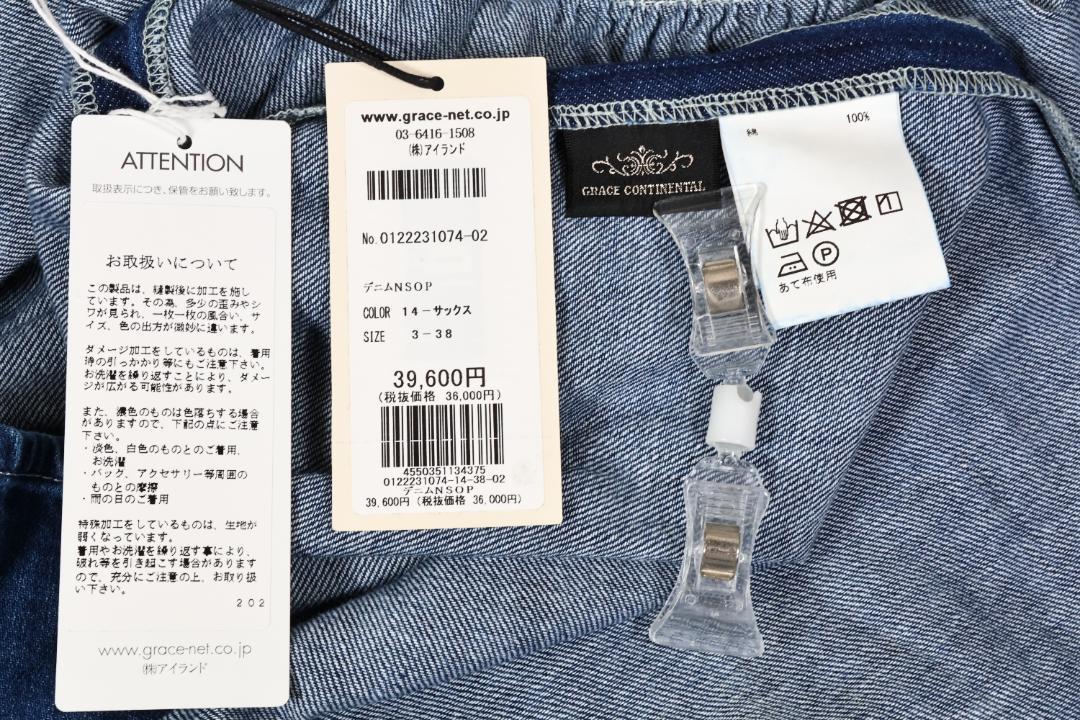 ATTENTION
取扱表示につき、保管をお願い致します。
お取扱いについて
この製品は、縫製後に加工を施し
ています。その為、多少の歪みやシ
ワが見られ、一枚一枚の風合い、サ
イズ、色の出方が微妙に違います。
ダメージ加工をしているものは、着用
時の引っかかり等にもご注意下さい。
お洗濯を繰り返すことにより、ダメー
ジが広がる可能性があります。
また、濃色のものは色落ちする場合
がありますので、下記の点にご注意
下さい。
・淡色、白色のものとのご着用、
お洗濯
・バッグ、アクセサリー等周囲の
ものとの摩擦
・雨の日のご着用
特殊加工をしているものは、生地が
弱くなっています。
着用やお洗濯を繰り返す事により、
破れ等を引き起こす場合があります
ので、充分にご注意の上、お取り扱
い下さい。
202
www.grace-net.co.jp
㈱アイランド
www.grace-net.co.jp
03-6416-1508
(株)アイランド
No.0122231074-02
デニムNSOP
COLOR 14-サックス
SIZE 3-38
39,600円
(税抜価格 36,000円)
4550351134375
0122231074-14-38-02
デニムNSOP
39,600円 (税抜価格 36,000円)
GRACE CONTINENTAL
綿 100%
P
あて布使用